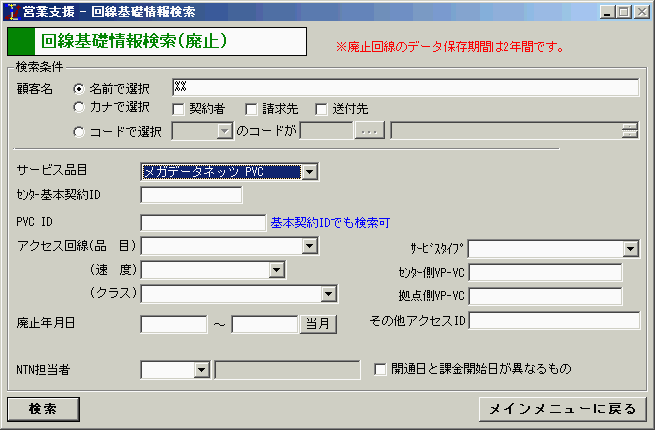 営業支援 - 回線基礎情報検索
回線基礎情報検索(廃止)
※廃止回線のデータ保存期間は2年間です。
検索条件
顧客名 名前で選択 %%
カナで選択 契約者 請求先 送付先
コードで選択 のコードが ...
サービス品目 メガデータネッツ PVC
ｾﾝﾀｰ基本契約ID
PVC ID 基本契約IDでも検索可
アクセス回線(品　目) ｻｰﾋﾞｽﾀｲﾌﾟ
(速　度) ｾﾝﾀｰ側VP-VC
(クラス) 拠点側VP-VC
廃止年月日 ～ 当月 その他アクセスID
NTN担当者 開通日と課金開始日が異なるもの
検索 メインメニューに戻る